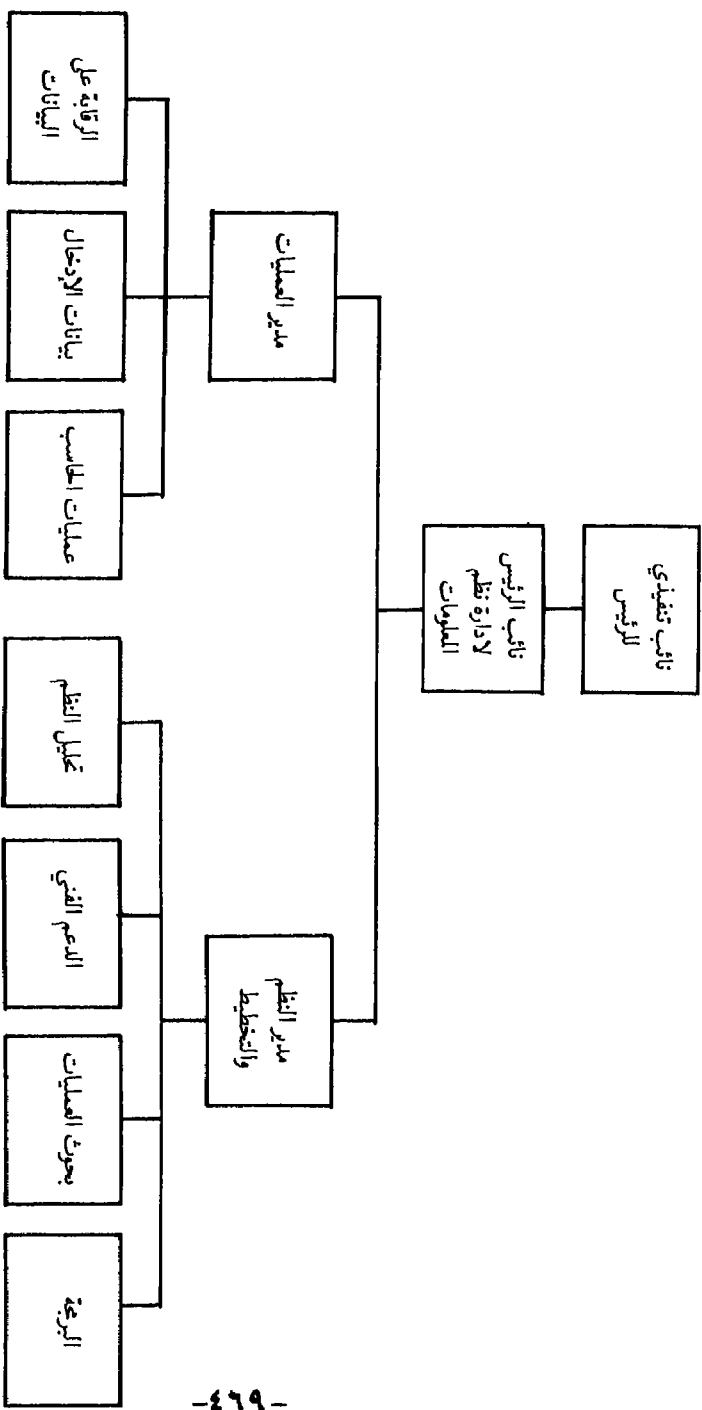 نائب تنفيذي
للرئيس
نائب الرئيس
لادارة نظم
المعلومات
مدير العمليات
مدير النظم
والتخطيط
الرقابة على
البيانات
بيانات الإدخال
عمليات الحاسب
تحليل النظم
الدعم الفني
بحوث العمليات
البرمجة
-٤٦٩-